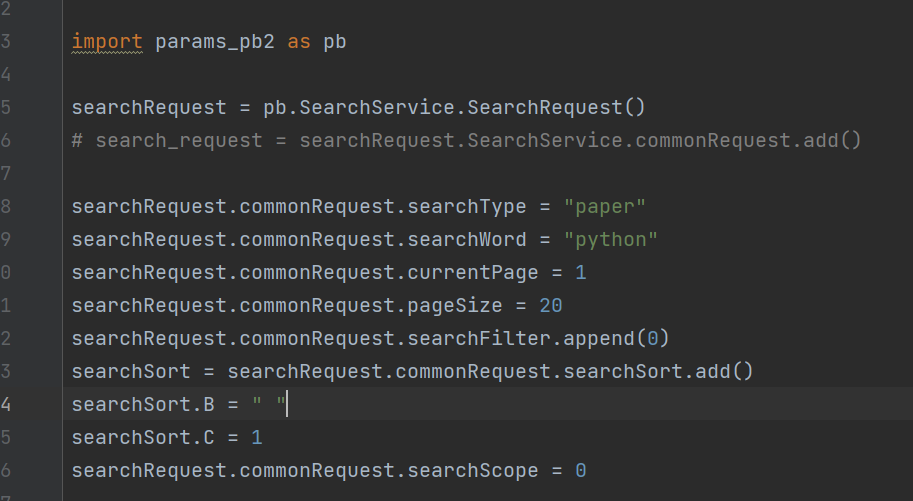 2
3 import params_pb2 as pb
4
5 searchRequest = pb.SearchService.SearchRequest()
6 # search_request = searchRequest.SearchService.commonRequest.add()
7
8 searchRequest.commonRequest.searchType = "paper"
9 searchRequest.commonRequest.searchWord = "python"
0 searchRequest.commonRequest.currentPage = 1
1 searchRequest.commonRequest.pageSize = 20
2 searchRequest.commonRequest.searchFilter.append(0)
3 searchSort = searchRequest.commonRequest.searchSort.add()
4 searchSort.B = " "
5 searchSort.C = 1
6 searchRequest.commonRequest.searchScope = 0